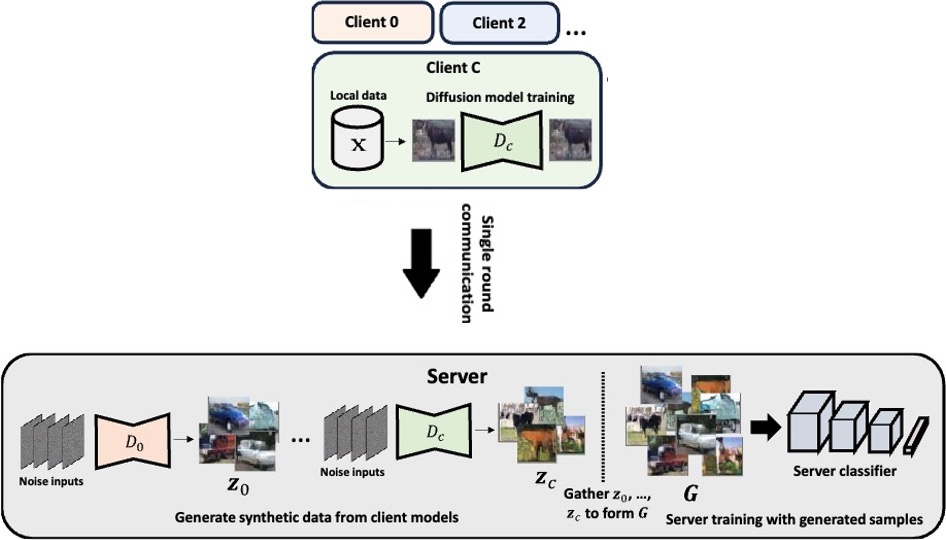 Client 0
Client 2
...
Client C
Local data
Diffusion model training
X
D_c
Single round
communication
Server
D_0
...
D_c
Noise inputs
z_0
Noise inputs
z_c
Gather z_0, ...,
z_c to form G
G
Server classifier
Generate synthetic data from client models
Server training with generated samples